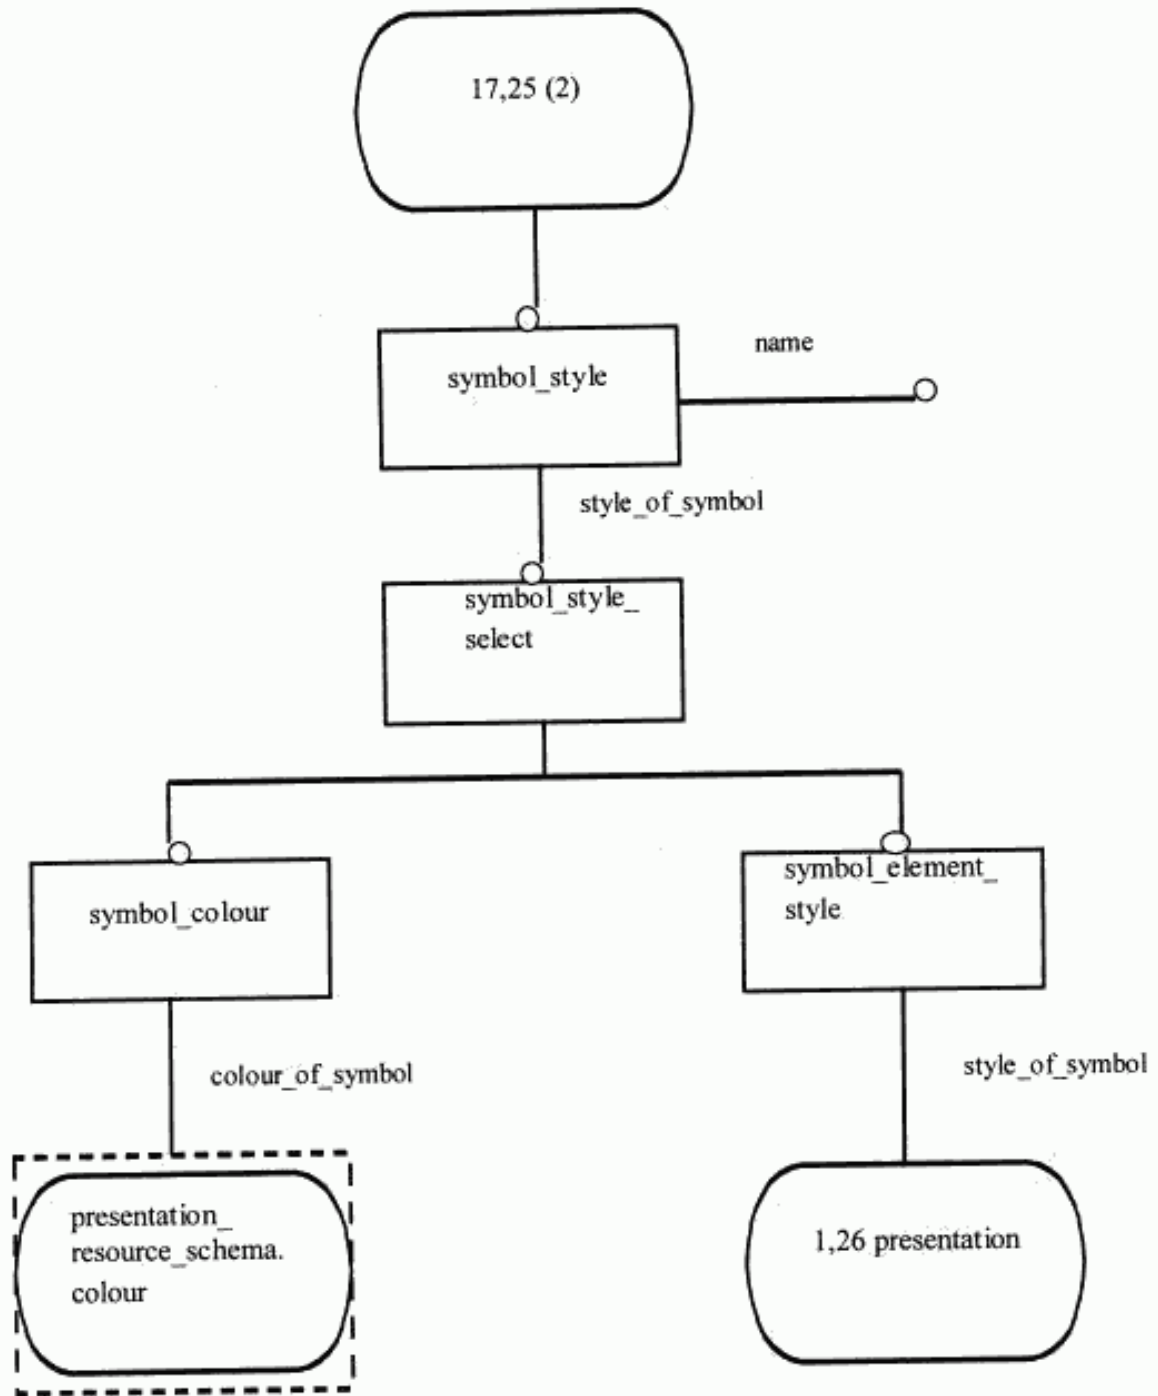 17,25 (2)
name
symbol_style
style_of_symbol
symbol_style_
select
symbol_element_
style
symbol_colour
colour_of_symbol
style_of_symbol
presentation_
resource_schema.
colour
1,26 presentation